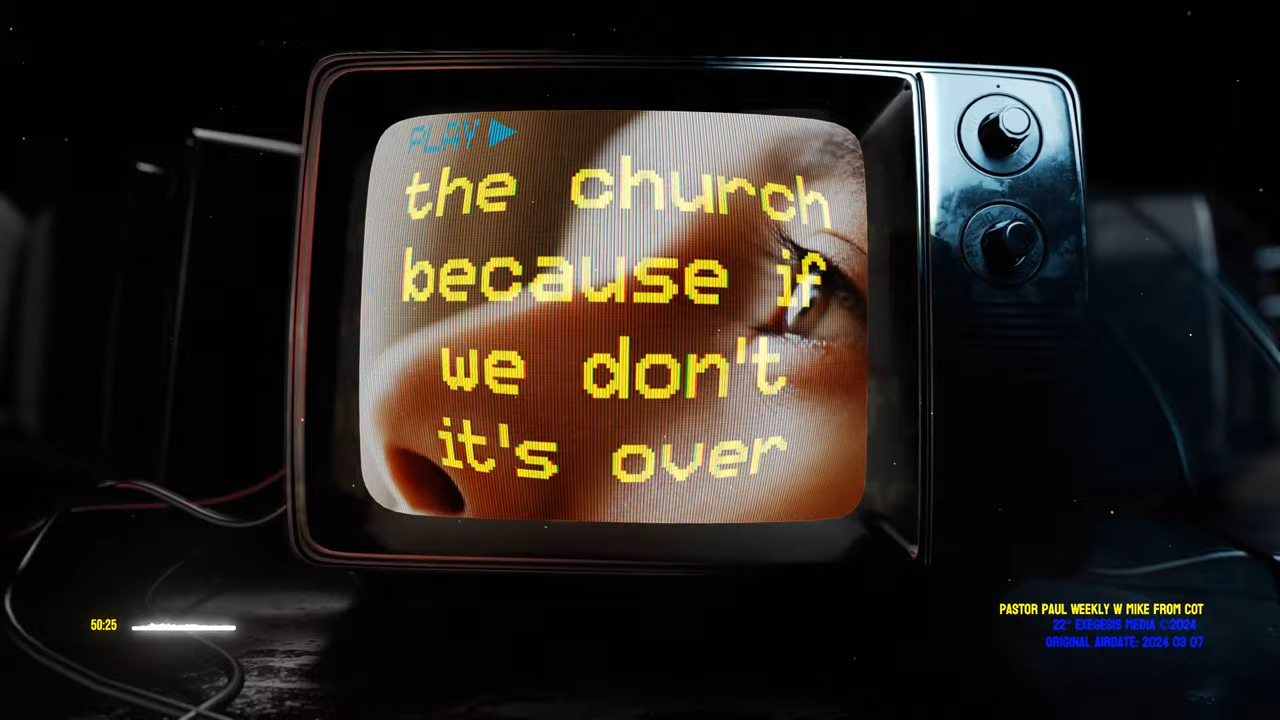 PLAY
the church
because if
we don't
it's over
50:25
PASTOR PAUL WEEKLY W MIKE FROM COT
22° EXEGESIS MEDIA ©2024
ORIGINAL AIRDATE: 2024 03 07